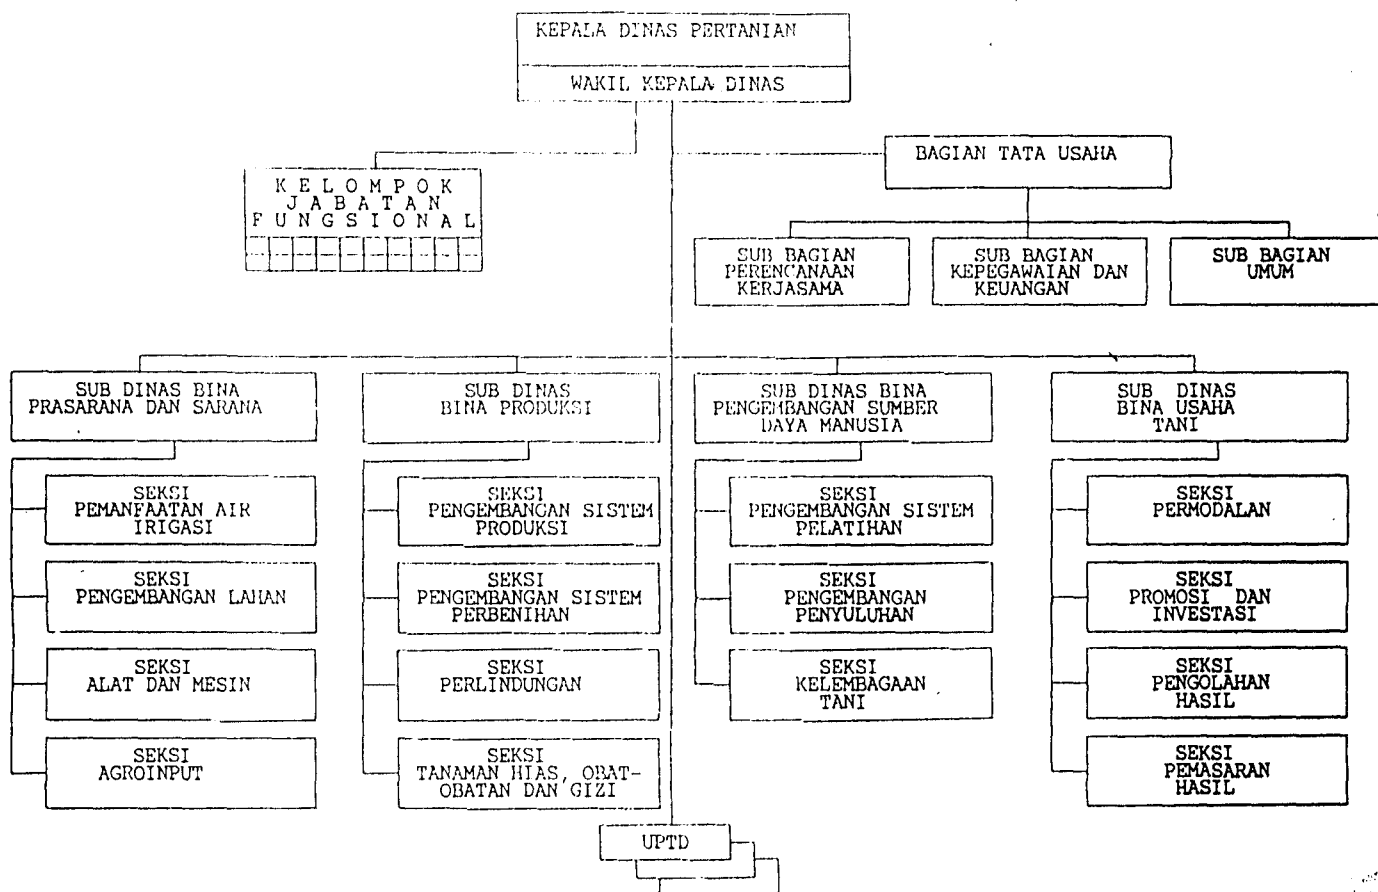 KEPALA DINAS PERTANIAN
WAKIL KEPALA DINAS
BAGIAN TATA USAHA
K E L O M P O K
J A B A T A N
F U N G S I O N A L
SUB BAGIAN
PERENCANAAN
KERJASAMA
SUB BAGIAN
KEPEGAWAIAN DAN
KEUANGAN
SUB BAGIAN
UMUM
SUB DINAS BINA
PRASARANA DAN SARANA
SUB DINAS
BINA PRODUKSI
SUB DINAS BINA
PENGEMBANGAN SUMBER
DAYA MANUSIA
SUB DINAS
BINA USAHA
TANI
SEKSI
PEMANFAATAN AIR
IRIGASI
SEKSI
PENGEMBANGAN LAHAN
SEKSI
ALAT DAN MESIN
SEKSI
AGROINPUT
SEKSI
PENGEMBANGAN SISTEM
PRODUKSI
SEKSI
PENGEMBANGAN SISTEM
PERBENIHAN
SEKSI
PERLINDUNGAN
SEKSI
TANAMAN HIAS, OBAT-
OBATAN DAN GIZI
SEKSI
PENGEMBANGAN SISTEM
PELATIHAN
SEKSI
PENGEMBANGAN
PENYULUHAN
SEKSI
KELEMBAGAAN
TANI
SEKSI
PERMODALAN
SEKSI
PROMOSI DAN
INVESTASI
SEKSI
PENGOLAHAN
HASIL
SEKSI
PEMASARAN
HASIL
UPTD